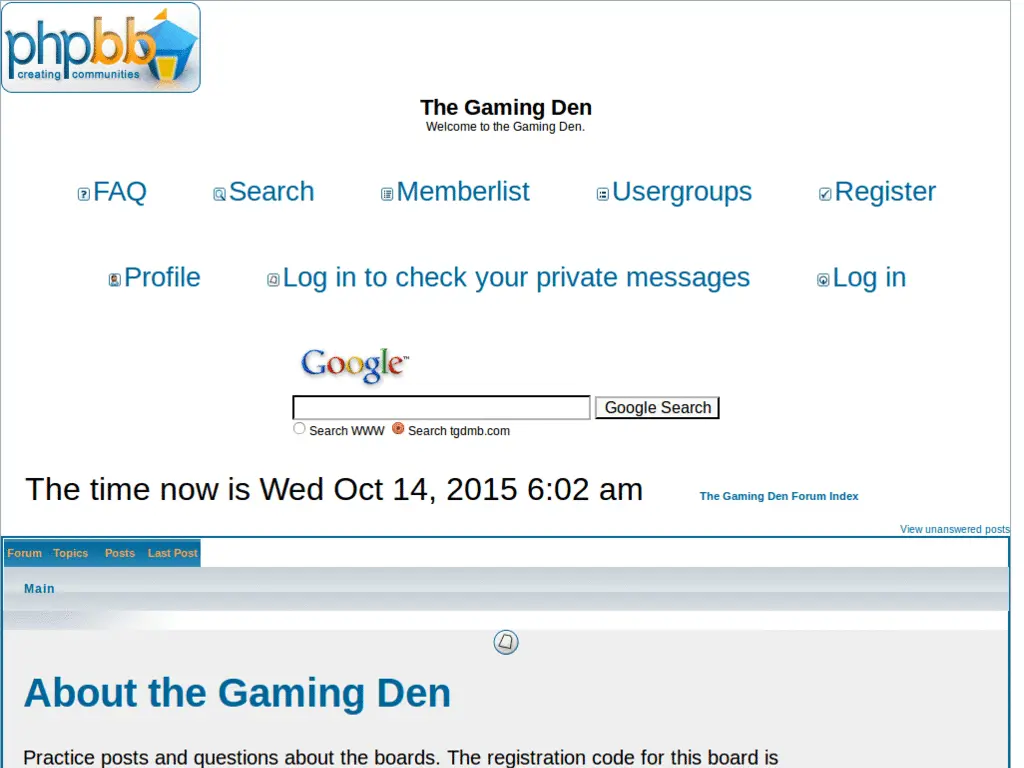 phpbb
creating communities
The Gaming Den
Welcome to the Gaming Den.
FAQ Search Memberlist Usergroups Register
Profile Log in to check your private messages Log in
Google™
Google Search
Search WWW Search tgdmb.com
The time now is Wed Oct 14, 2015 6:02 am The Gaming Den Forum Index
View unanswered posts
Forum Topics Posts Last Post
Main
About the Gaming Den
Practice posts and questions about the boards. The registration code for this board is